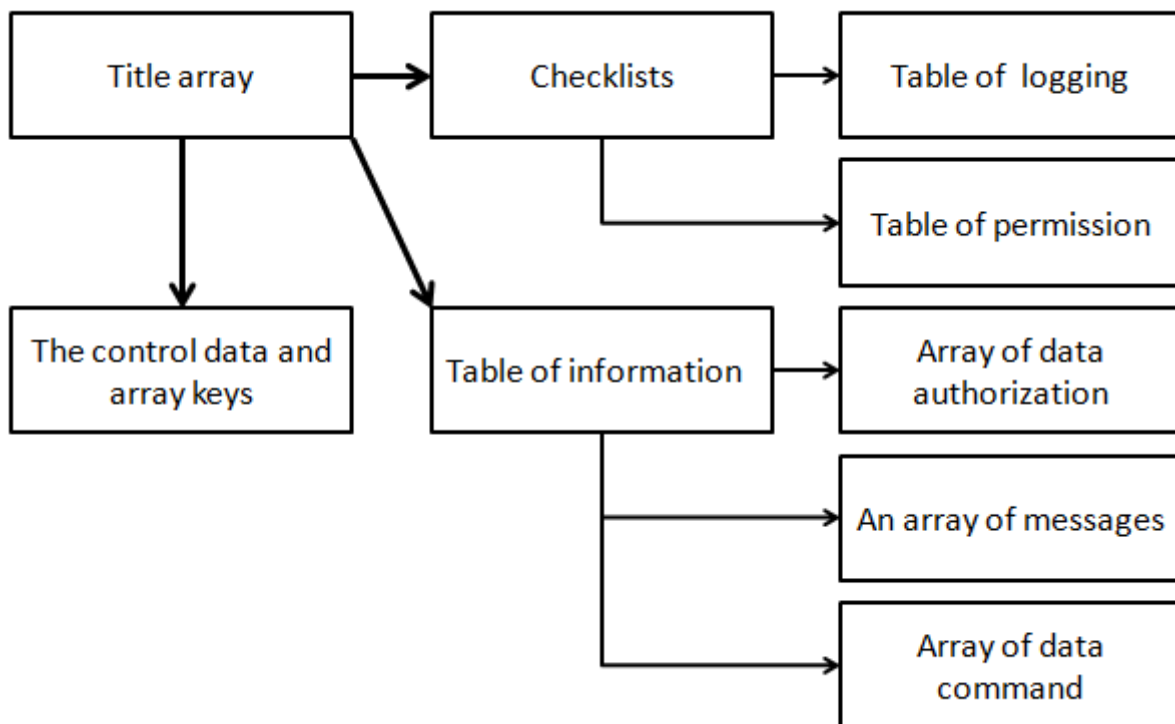 Title array
Checklists
Table of  logging
Table of permission
The control data and
array keys
Table of information
Array of data
authorization
An array of messages
Array of data
command